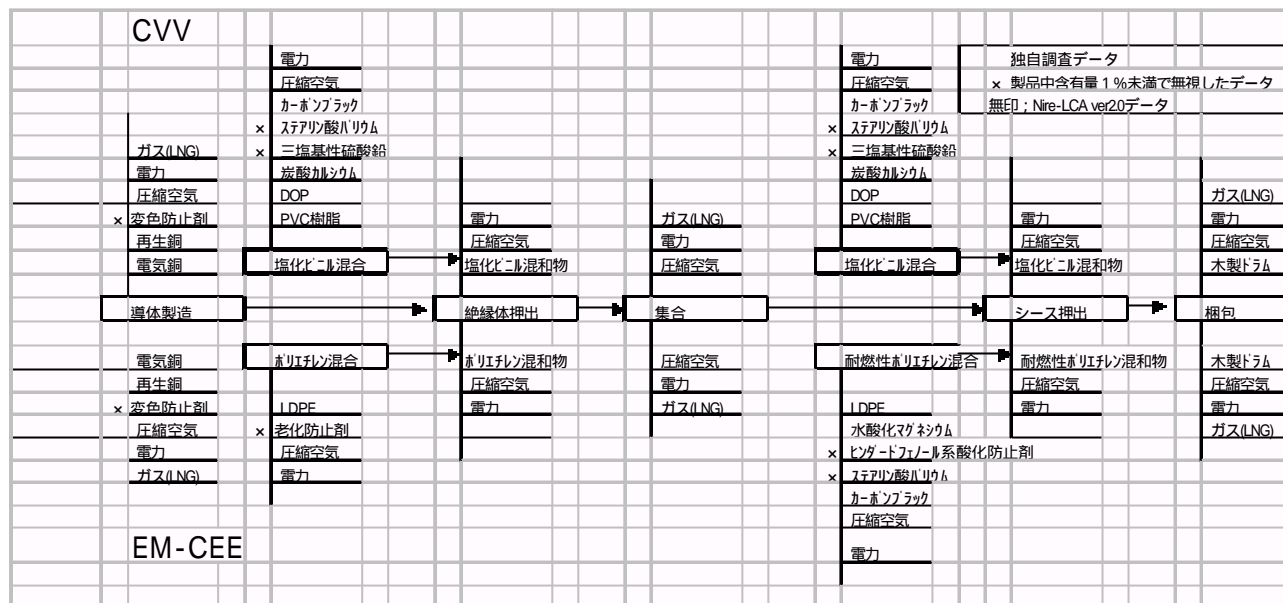 CVV
電力
圧縮空気
カーボンブラック
× ステアリン酸バリウム
× 三塩基性硫酸鉛
炭酸カルシウム
DOP
PVC樹脂
塩化ビニル混合
電力
圧縮空気
カーボンブラック
× ステアリン酸バリウム
× 三塩基性硫酸鉛
炭酸カルシウム
DOP
PVC樹脂
塩化ビニル混合
独自調査データ
× 製品中含有量1%未満で無視したデータ
無印;Nire-LCA ver2.0データ
ガス(LNG)
電力
圧縮空気
× 変色防止剤
再生銅
電気銅
電力
圧縮空気
塩化ビニル混和物
ガス(LNG)
電力
圧縮空気
電力
圧縮空気
塩化ビニル混和物
ガス(LNG)
電力
圧縮空気
木製ドラム
導体製造
絶縁体押出
集合
シース押出
梱包
電気銅
再生銅
× 変色防止剤
圧縮空気
電力
ガス(LNG)
ポリエチレン混合
LDPE
× 老化防止剤
圧縮空気
電力
ポリエチレン混和物
圧縮空気
電力
圧縮空気
電力
ガス(LNG)
耐燃性ポリエチレン混合
LDPE
水酸化マグネシウム
× ヒンダードフェノール系酸化防止剤
× ステアリン酸バリウム
カーボンブラック
圧縮空気
電力
耐燃性ポリエチレン混和物
圧縮空気
電力
木製ドラム
圧縮空気
電力
ガス(LNG)
EM-CEE